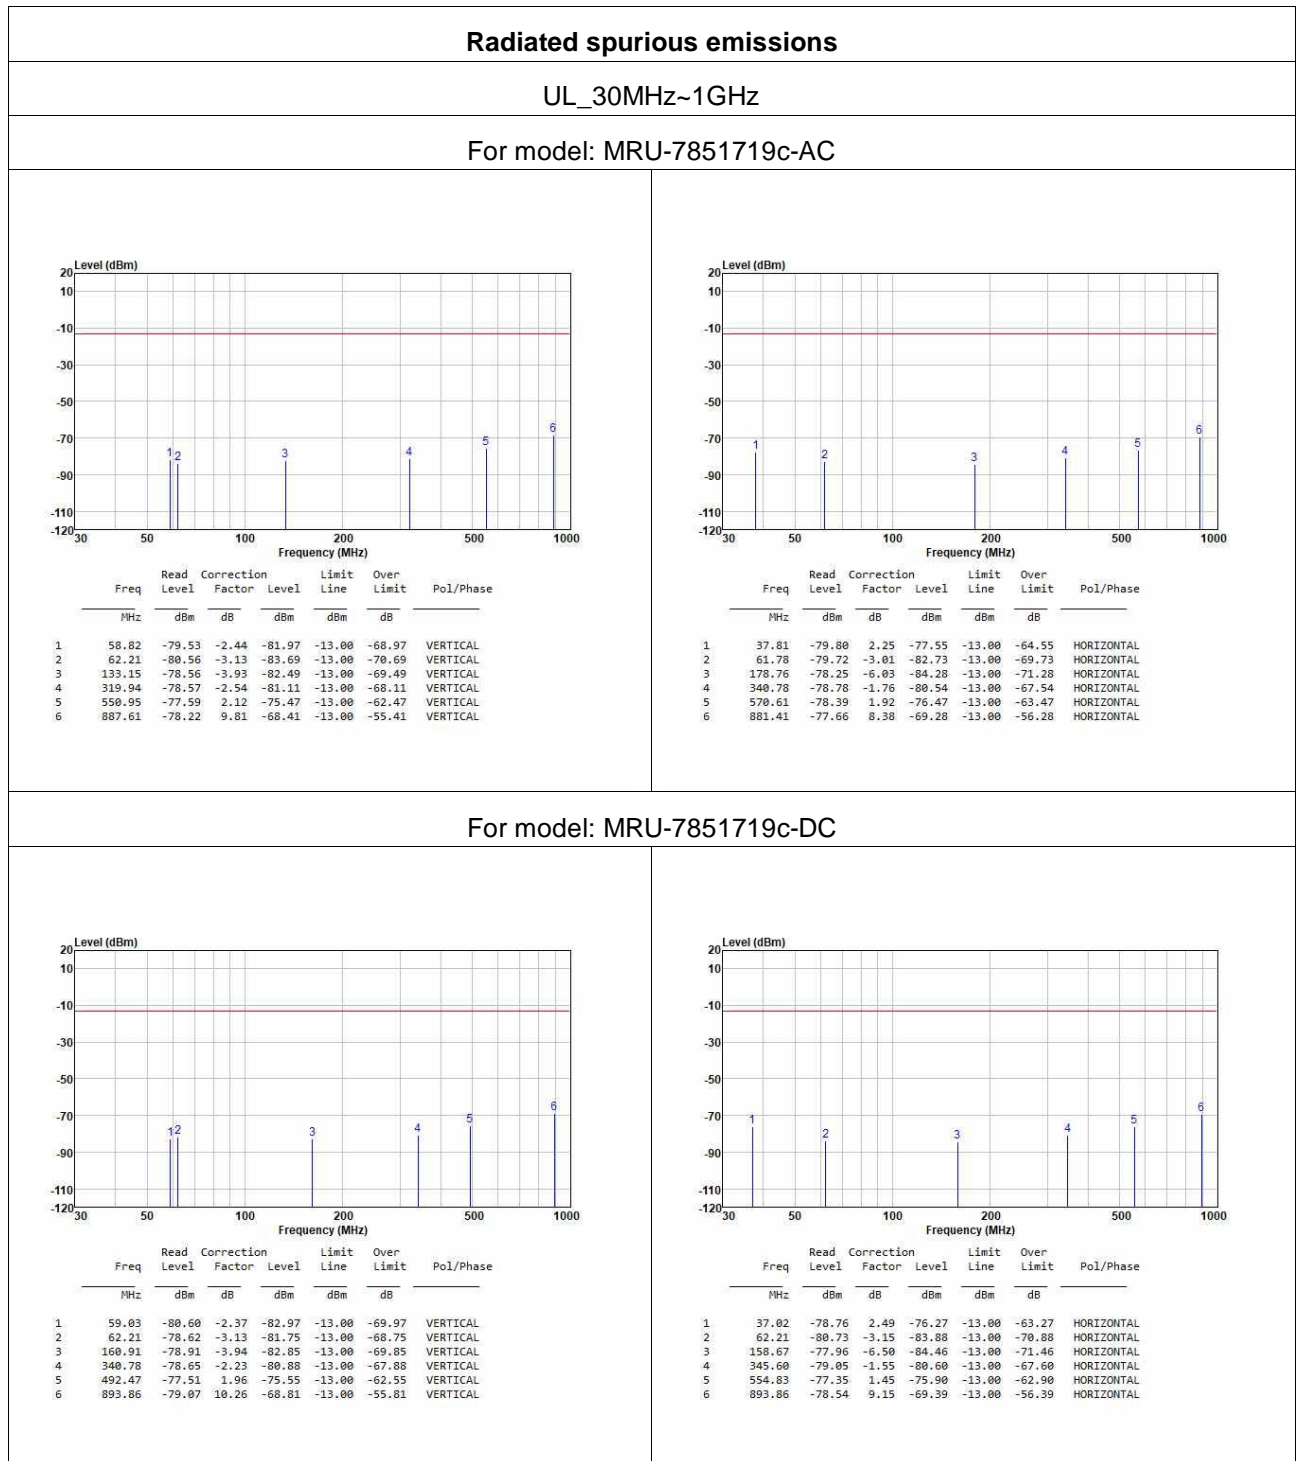 Radiated spurious emissions
UL_30MHz~1GHz
For model: MRU-7851719c-AC
Level (dBm)
20
10
-10
-30
-50
-70
-90
-110
-120
1 2 3 4 5 6
30 50 100 200 500 1000
Frequency (MHz)
Read Correction Limit Over
Freq Level Factor Level Line Limit Pol/Phase
MHz dBm dB dBm dBm dB
1 58.82 -79.53 -2.44 -81.97 -13.00 -68.97 VERTICAL
2 62.21 -80.56 -3.13 -83.69 -13.00 -70.69 VERTICAL
3 133.15 -78.56 -3.93 -82.49 -13.00 -69.49 VERTICAL
4 319.94 -78.57 -2.54 -81.11 -13.00 -68.11 VERTICAL
5 550.95 -77.59 2.12 -75.47 -13.00 -62.47 VERTICAL
6 887.61 -78.22 9.81 -68.41 -13.00 -55.41 VERTICAL
Level (dBm)
20
10
-10
-30
-50
-70
-90
-110
-120
1 2 3 4 5 6
30 50 100 200 500 1000
Frequency (MHz)
Read Correction Limit Over
Freq Level Factor Level Line Limit Pol/Phase
MHz dBm dB dBm dBm dB
1 37.81 -79.80 2.25 -77.55 -13.00 -64.55 HORIZONTAL
2 61.78 -79.72 -3.01 -82.73 -13.00 -69.73 HORIZONTAL
3 178.76 -78.25 -6.03 -84.28 -13.00 -71.28 HORIZONTAL
4 340.78 -78.78 -1.76 -80.54 -13.00 -67.54 HORIZONTAL
5 570.61 -78.39 1.92 -76.47 -13.00 -63.47 HORIZONTAL
6 881.41 -77.66 8.38 -69.28 -13.00 -56.28 HORIZONTAL
For model: MRU-7851719c-DC
Level (dBm)
20
10
-10
-30
-50
-70
-90
-110
-120
1 2 3 4 5 6
30 50 100 200 500 1000
Frequency (MHz)
Read Correction Limit Over
Freq Level Factor Level Line Limit Pol/Phase
MHz dBm dB dBm dBm dB
1 59.03 -80.60 -2.37 -82.97 -13.00 -69.97 VERTICAL
2 62.21 -78.62 -3.13 -81.75 -13.00 -68.75 VERTICAL
3 160.91 -78.91 -3.94 -82.85 -13.00 -69.85 VERTICAL
4 340.78 -78.65 -2.23 -80.88 -13.00 -67.88 VERTICAL
5 492.47 -77.51 1.96 -75.55 -13.00 -62.55 VERTICAL
6 893.86 -79.07 10.26 -68.81 -13.00 -55.81 VERTICAL
Level (dBm)
20
10
-10
-30
-50
-70
-90
-110
-120
1 2 3 4 5 6
30 50 100 200 500 1000
Frequency (MHz)
Read Correction Limit Over
Freq Level Factor Level Line Limit Pol/Phase
MHz dBm dB dBm dBm dB
1 37.02 -78.76 2.49 -76.27 -13.00 -63.27 HORIZONTAL
2 62.21 -80.73 -3.15 -83.88 -13.00 -70.88 HORIZONTAL
3 158.67 -77.96 -6.50 -84.46 -13.00 -71.46 HORIZONTAL
4 345.60 -79.05 -1.55 -80.60 -13.00 -67.60 HORIZONTAL
5 554.83 -77.35 1.45 -75.90 -13.00 -62.90 HORIZONTAL
6 893.86 -78.54 9.15 -69.39 -13.00 -56.39 HORIZONTAL